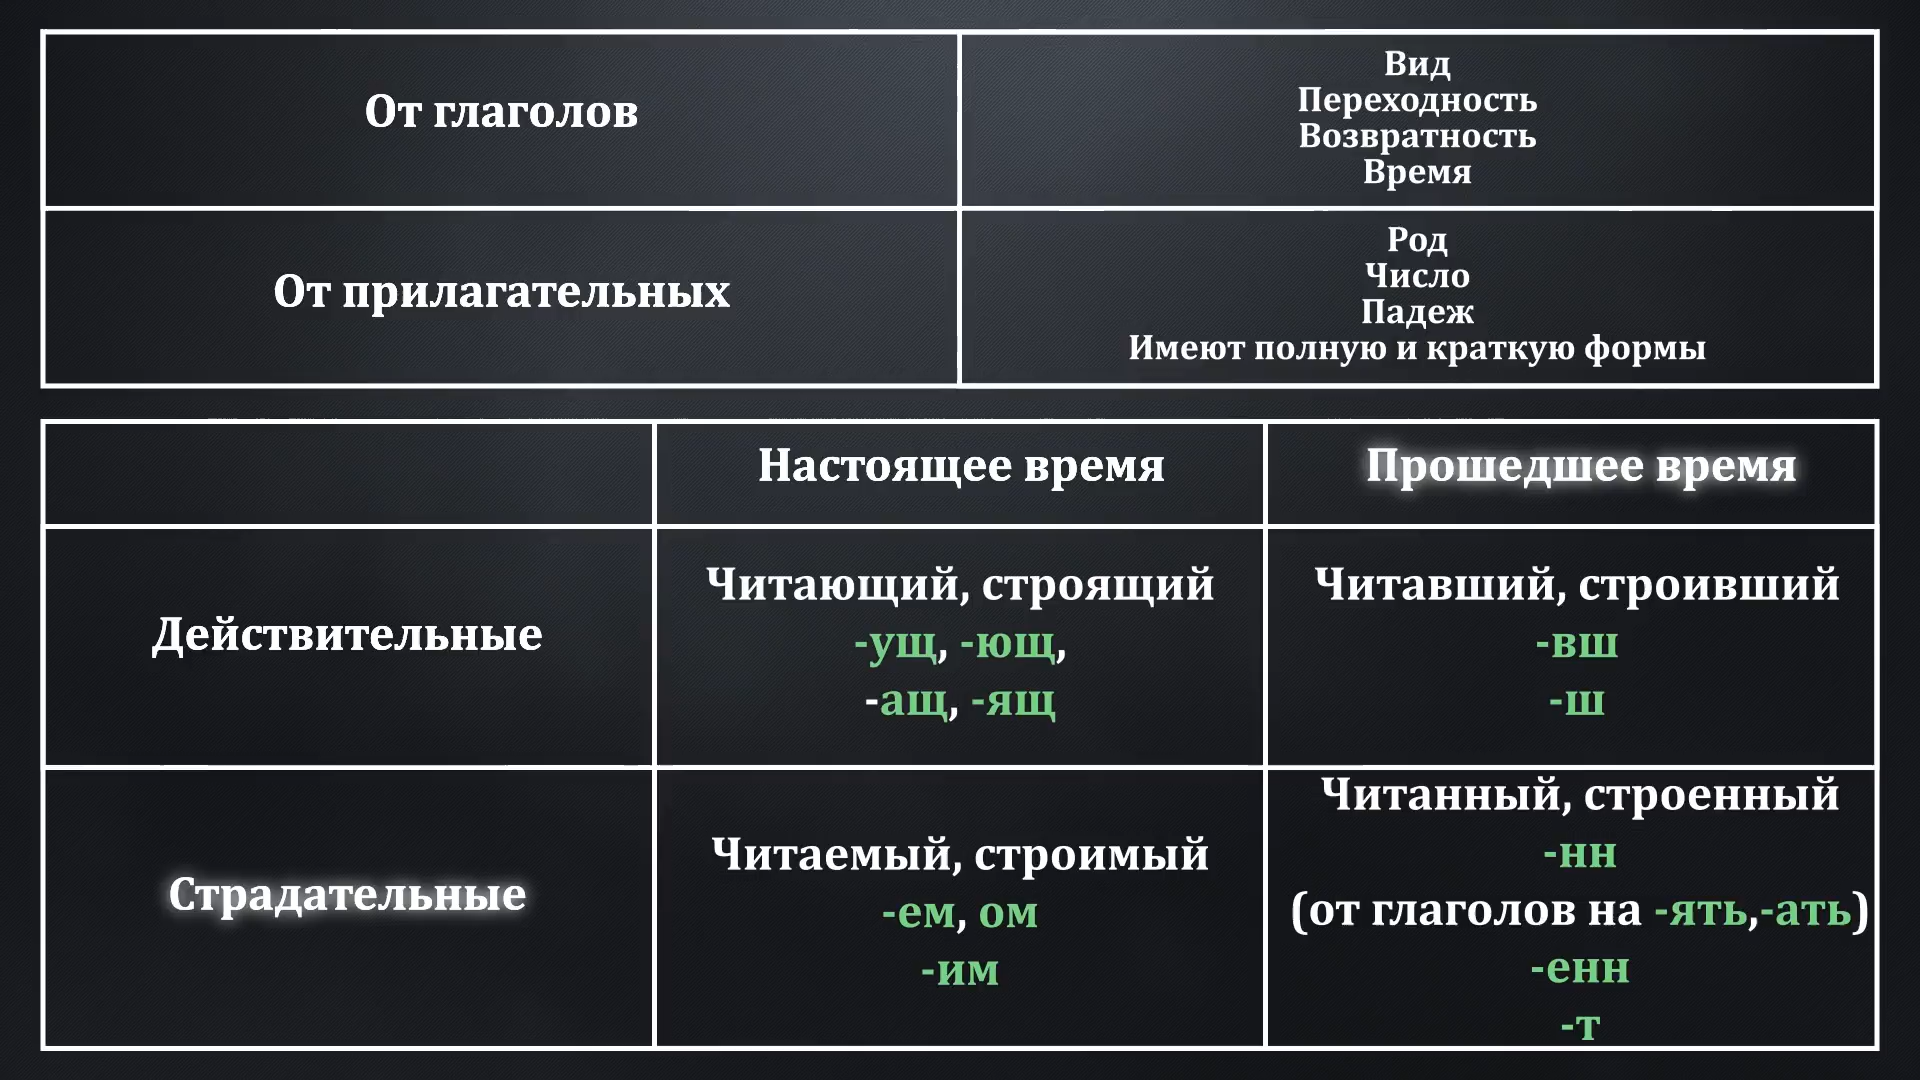 От глаголов
Вид
Переходность
Возвратность
Время
От прилагательных
Род
Число
Падеж
Имеют полную и краткую формы
Настоящее время
Прошедшее время
Действительные
Читающий, строящий
-ущ, -ющ,
-ащ, -ящ
Читавший, строивший
-вш
-ш
Страдательные
Читаемый, строимый
-ем, ом
-им
Читанный, строенный
-нн
(от глаголов на -ять,-ать)
-енн
-т